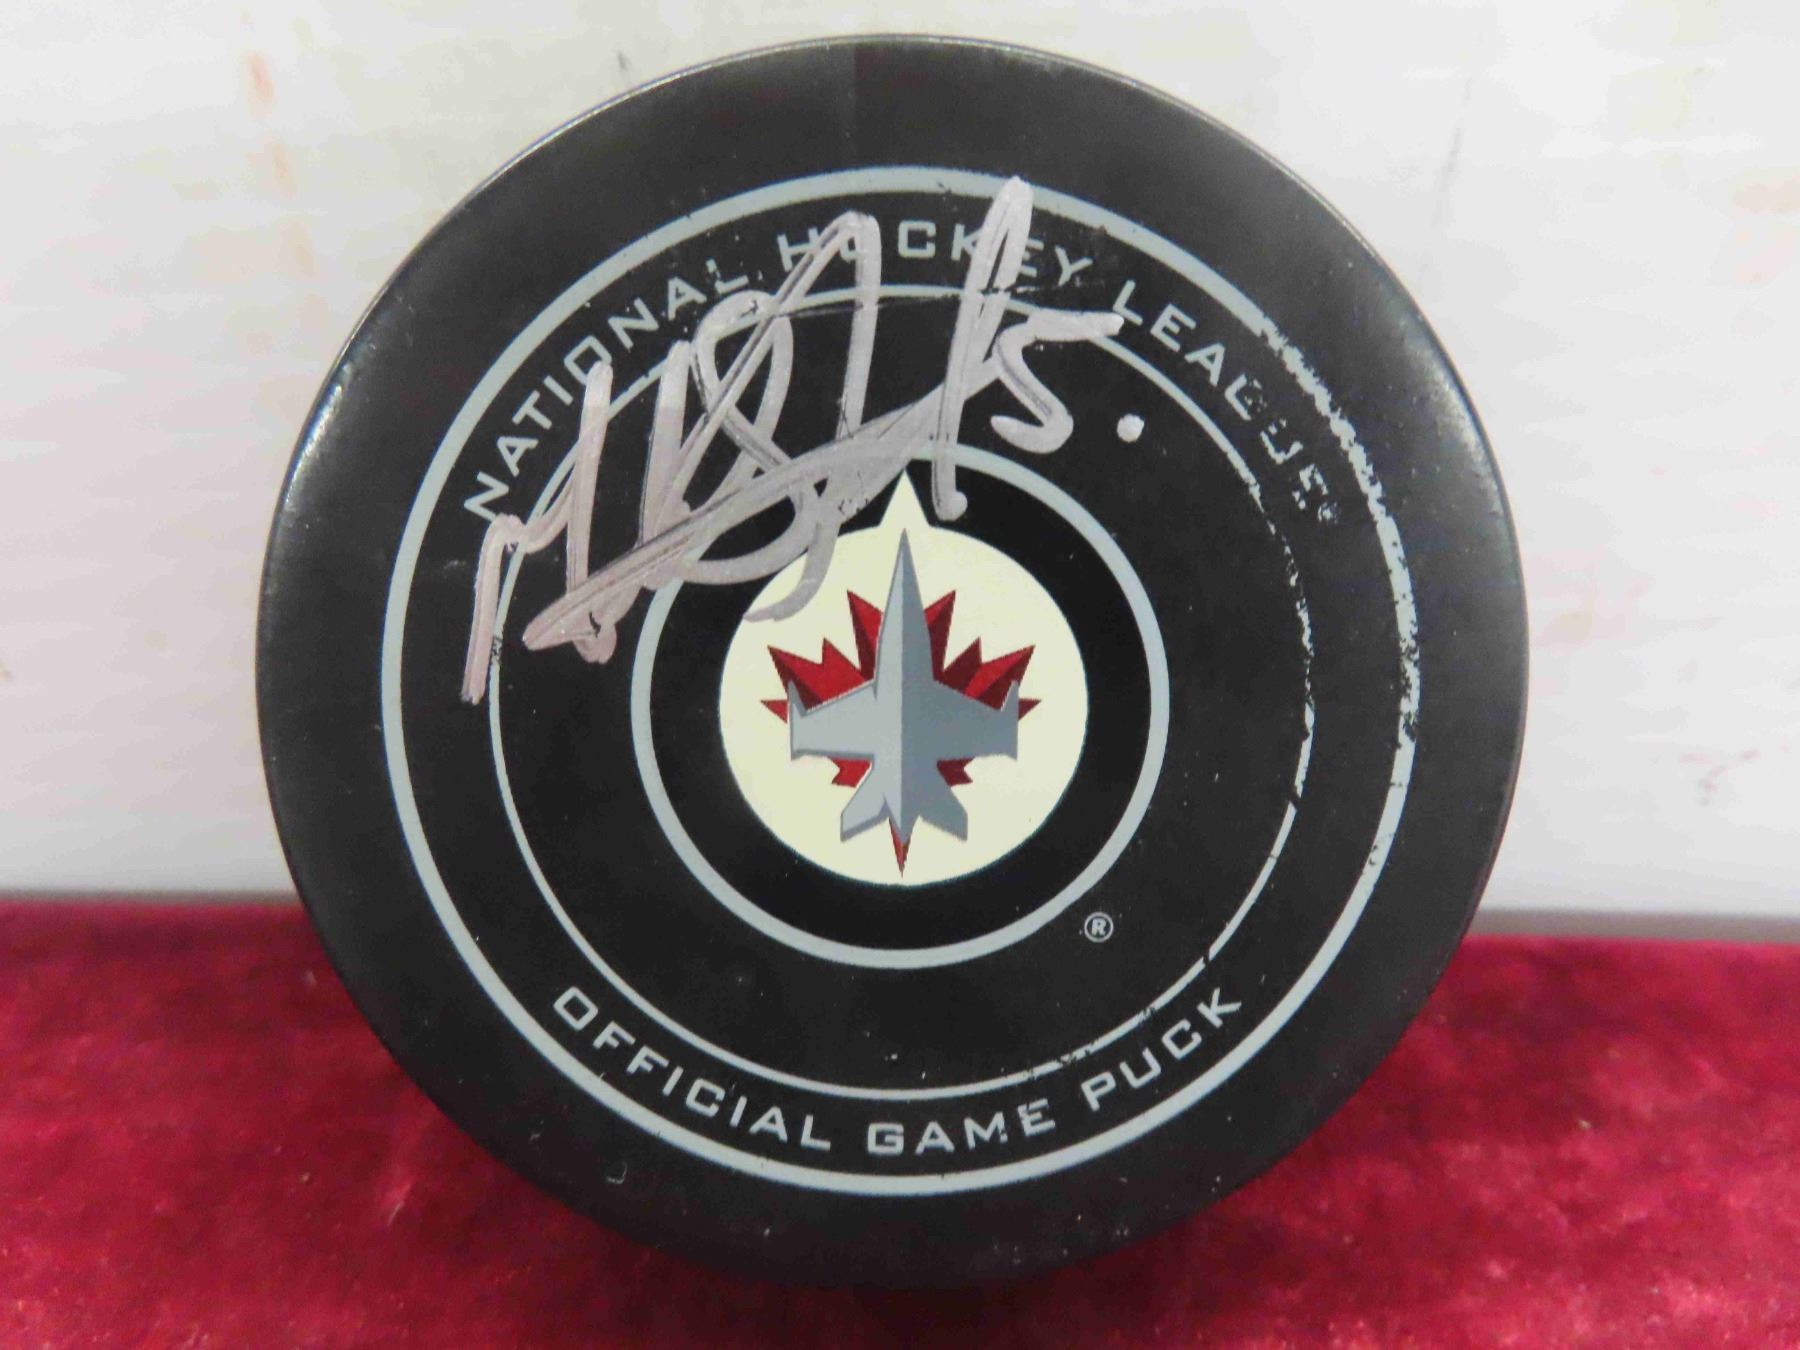 NATIONAL HOCKEY LEAGUE
®
OFFICIAL GAME PUCK